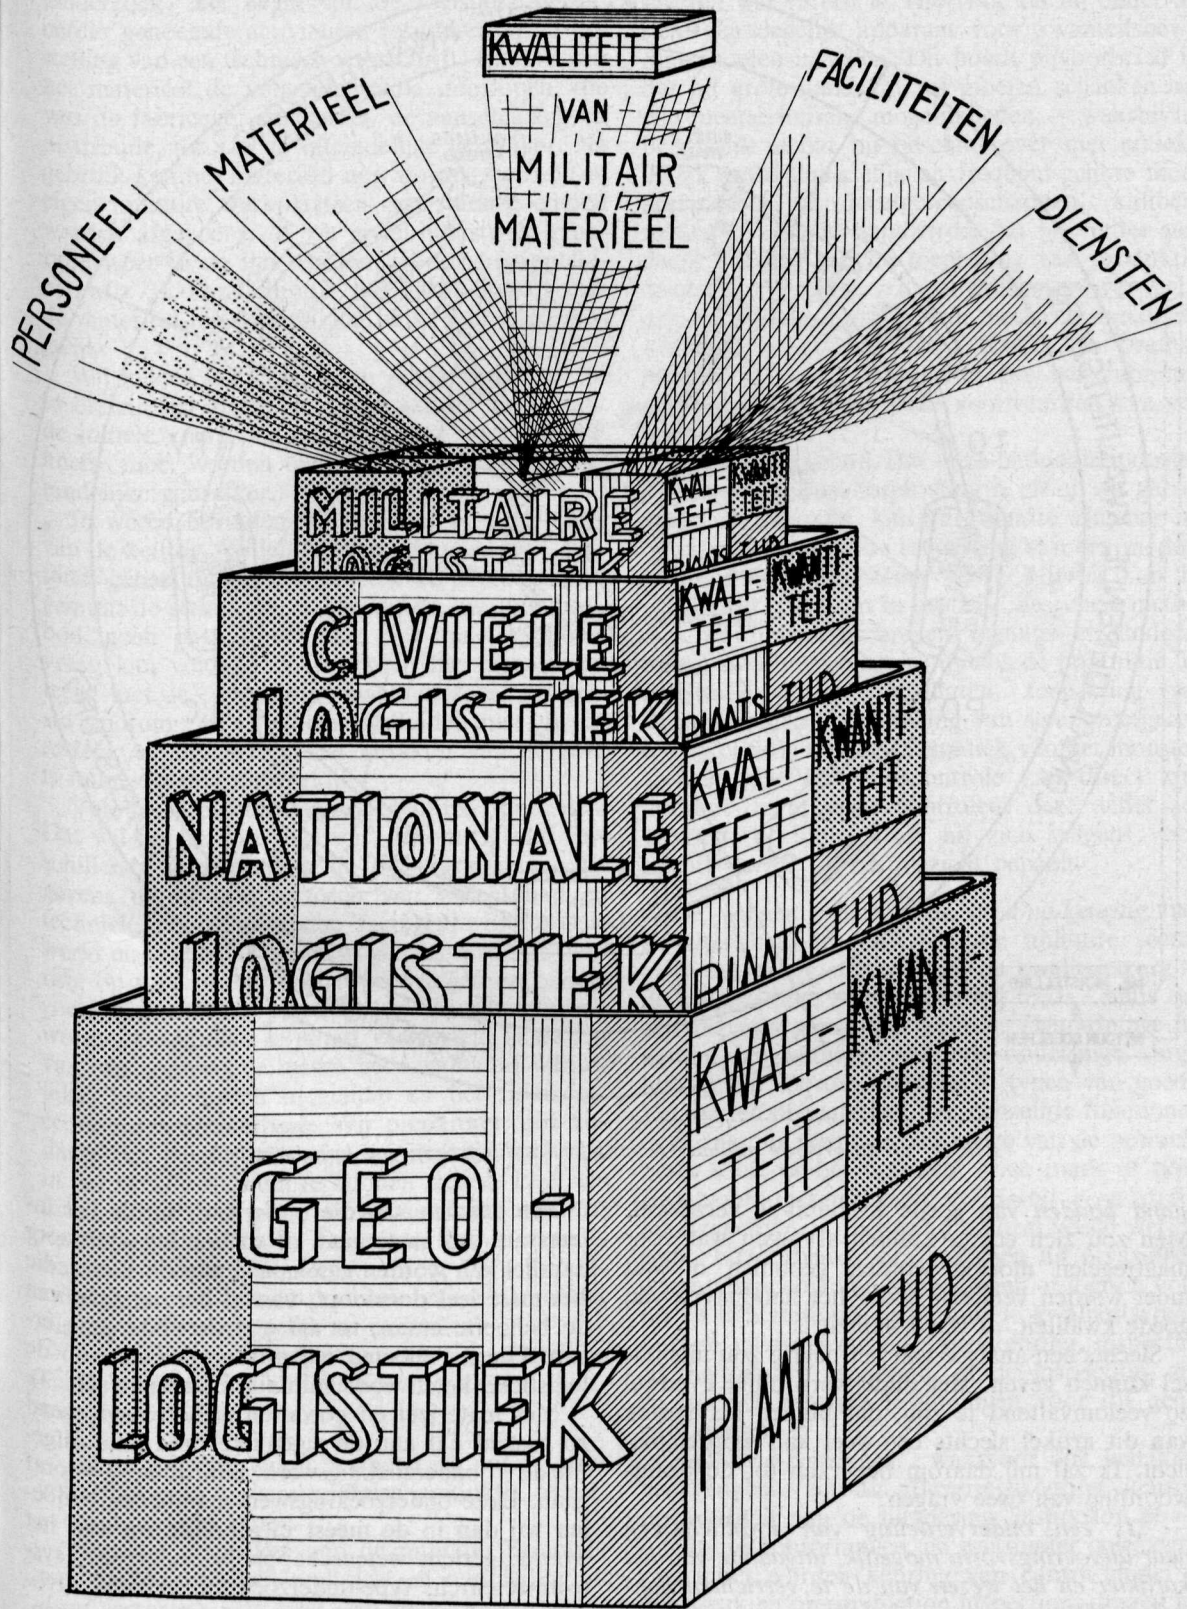 KWALITEIT
VAN
MILITAIR
MATERIEEL
PERSONEEL
MATERIEEL
FACILITEITEN
DIENSTEN
MILITAIRE
LOGISTIEK
KWALI-
TEIT
KWANTI-
TEIT
PLAATS
TIJD
CIVIELE
LOGISTIEK
KWALI-
TEIT
KWANTI-
TEIT
PLAATS
TIJD
NATIONALE
LOGISTIEK
KWALI-
TEIT
KWANTI-
TEIT
PLAATS
TIJD
GEO-
LOGISTIEK
KWALI-
TEIT
KWANTI-
TEIT
PLAATS
TIJD